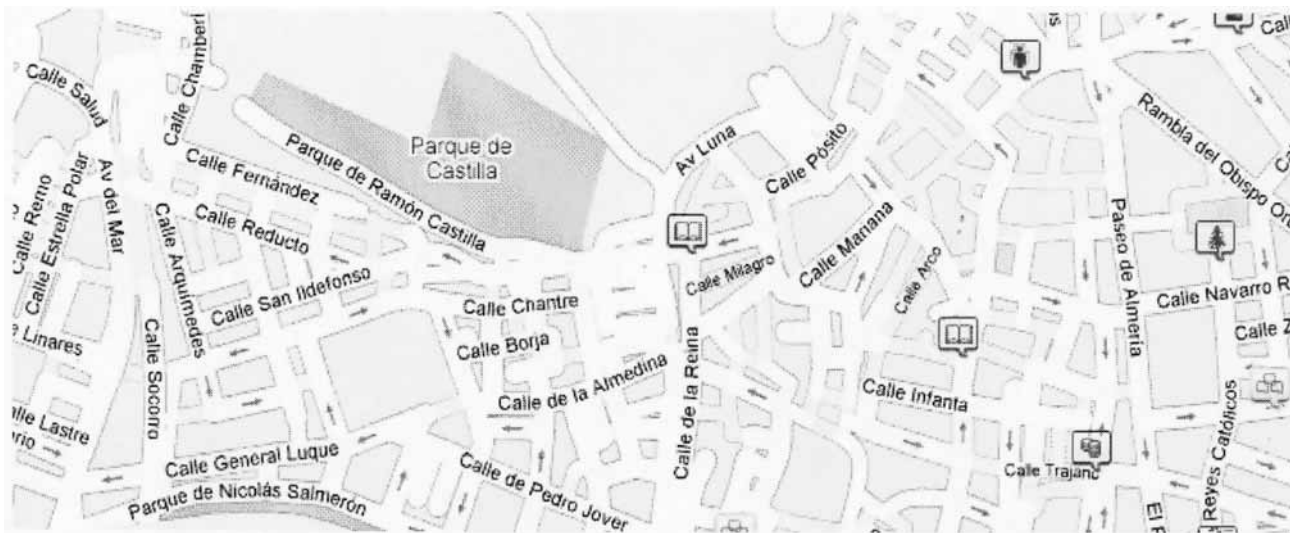 Calle Salud
Calle Chamberí
Calle Remo
Calle Estrella Polar
Av del Mar
Calle Fernández
Calle Reducto
Calle Arquímedes
Calle San Ildefonso
Parque de Ramón Castilla
Parque de
Castilla
Av Luna
Calle Pósito
Calle Mariana
Calle Milagro
Calle Arco
Rambla del Obispo
Paseo de Almería
Calle Navarro R
Calle Z
Linares
Calle Socorro
Calle Chantre
Calle Borja
Calle de la Almedina
Calle de la Reina
Calle Infanta
Reyes Católicos
Calle Lastre
Calle General Luque
Parque de Nicolás Salmerón
Calle de Pedro Jover
Calle Trajano